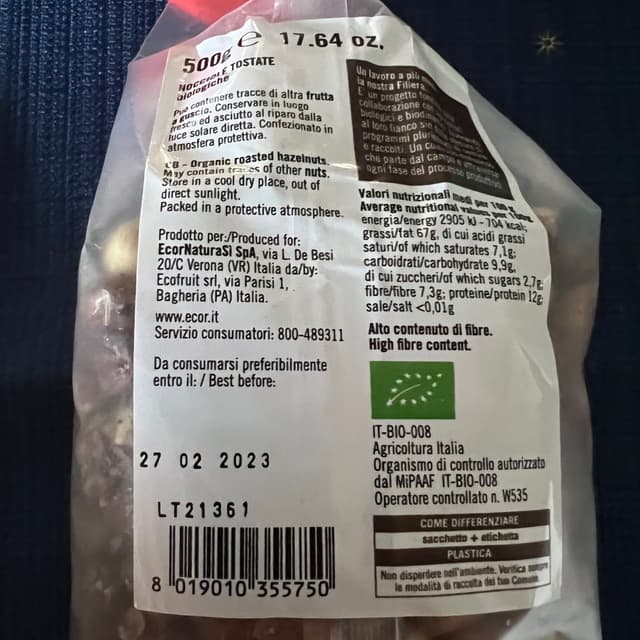 500g e 17.64 oz.
NOCCIOLE TOSTATE
biologiche
Può contenere tracce di altra frutta
a guscio. Conservare in luogo
fresco ed asciutto al riparo dalla
luce solare diretta. Confezionato in
atmosfera protettiva.
GB - Organic roasted hazelnuts.
May contain traces of other nuts.
Store in a cool dry place, out of
direct sunlight.
Packed in a protective atmosphere.
Prodotto per:/Produced for:
EcorNaturaSì SpA, via L. De Besi
20/C Verona (VR) Italia da/by:
Ecofruit srl, via Parisi 1,
Bagheria (PA) Italia.
www.ecor.it
Servizio consumatori: 800-489311
Da consumarsi preferibilmente
entro il: / Best before:
27 02 2023
LT21361
8 019010 355750
Un lavoro a più
la nostra Filiera
È un progetto
collaborazione con
biologici e biodinamici
al loro fianco
programmi
e raccolti. Un
che parte dal campo e attraversa
ogni fase del processo produttivo
Valori nutrizionali medi per 100 g
Average nutritional values per 100g
energia/energy 2905 kJ - 704 kcal;
grassi/fat 67g, di cui acidi grassi
saturi/of which saturates 7,1g;
carboidrati/carbohydrate 9,9g,
di cui zuccheri/of which sugars 2,7g;
fibre/fibre 7,3g; proteine/protein 12g;
sale/salt <0,01g
Alto contenuto di fibre.
High fibre content.
IT-BIO-008
Agricoltura Italia
Organismo di controllo autorizzato
dal MiPAAF IT-BIO-008
Operatore controllato n. W535
COME DIFFERENZIARE
sacchetto + etichetta
PLASTICA
Non disperdere nell'ambiente. Verifica sempre
le modalità di raccolta del tuo Comune.